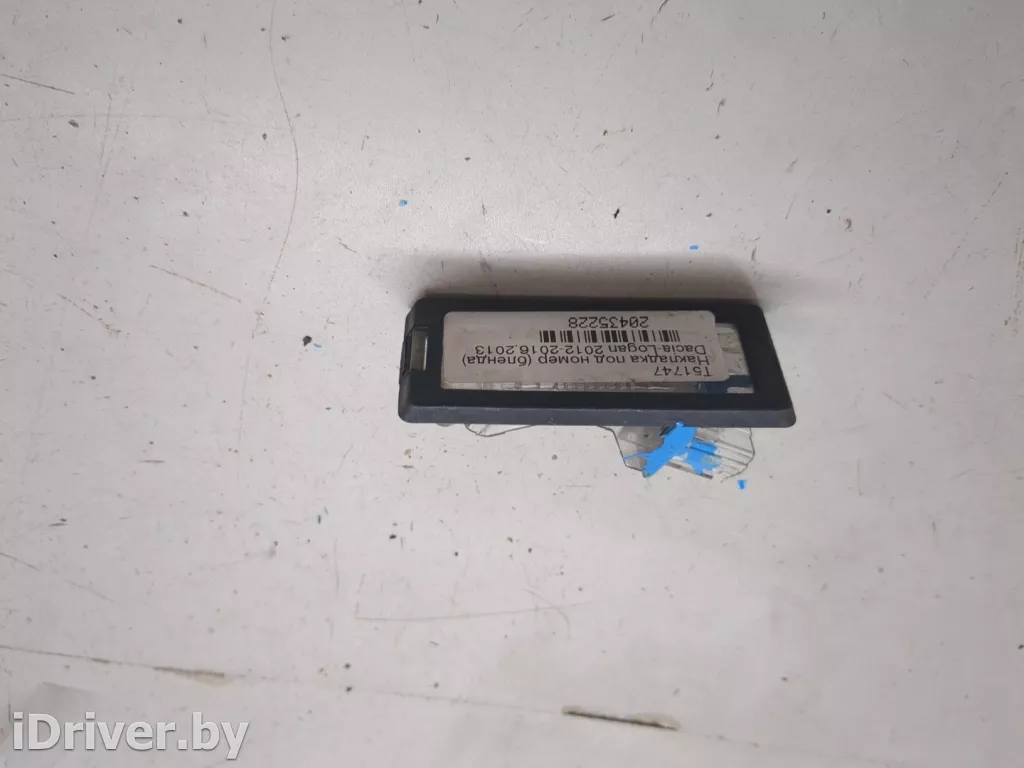 T51747
Накладка под номер (бленда)
Dacia Logan 2012-2016 2013
20435228
iDriver.by